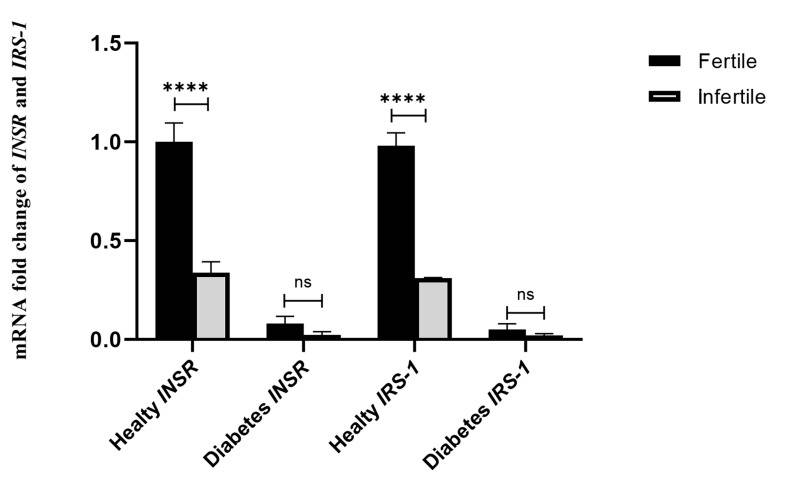 mRNA fold change of INSR and IRS-1
1.5
1.0
0.5
0.0
****
ns
****
ns
Healty INSR
Diabetes INSR
Healty IRS-1
Diabetes IRS-1
Fertile
Infertile